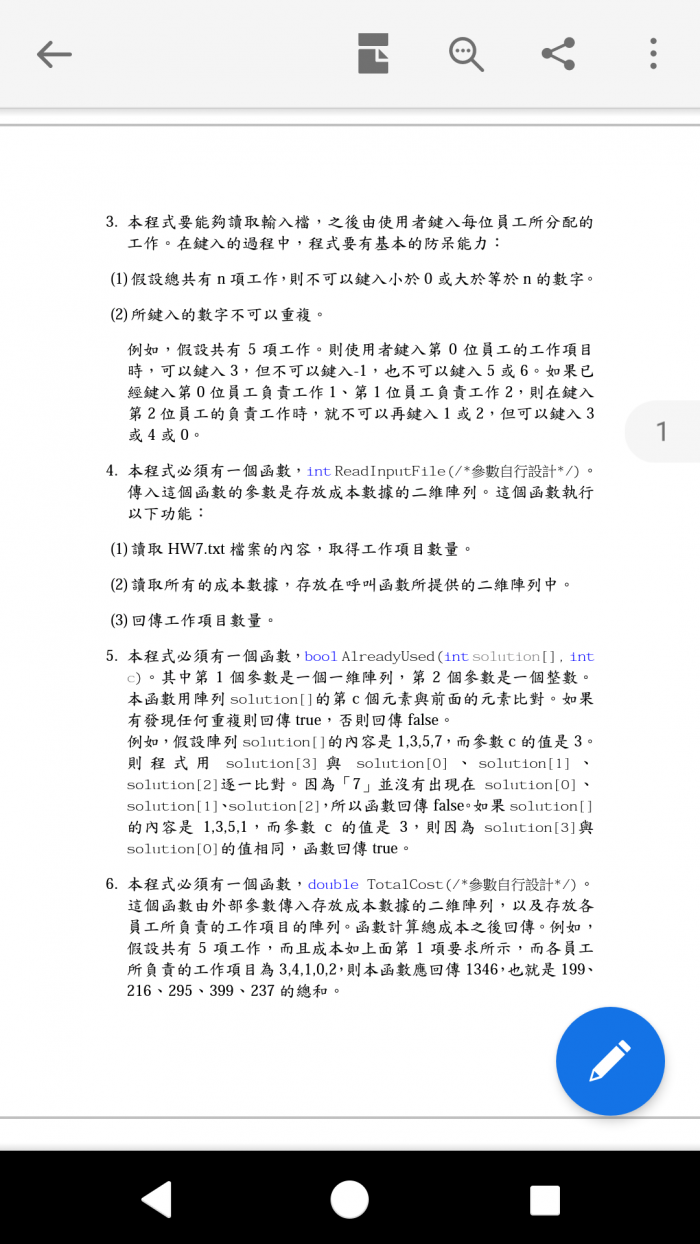 3. 本程式要能夠讀取輸入檔，之後由使用者鍵入每位員工所分配的
工作。在鍵入的過程中，程式要有基本的防呆能力：
(1)假設總共有 n 項工作，則不可以鍵入小於 0 或大於等於 n 的數字。
(2)所鍵入的數字不可以重複。
例如，假設共有 5 項工作。則使用者鍵入第 0 位員工的工作項目
時，可以鍵入 3，但不可以鍵入-1，也不可以鍵入 5 或 6。如果已
經鍵入第 0 位員工負責工作 1、第 1 位員工負責工作 2，則在鍵入
第 2 位員工的負責工作時，就不可以再鍵入 1 或 2，但可以鍵入 3
或 4 或 0。
1
4. 本程式必須有一個函數，int ReadInputFile(/*參數自行設計*/)。
傳入這個函數的參數是存放成本數據的二維陣列。這個函數執行
以下功能：
(1)讀取 HW7.txt 檔案的內容，取得工作項目數量。
(2)讀取所有的成本數據，存放在呼叫函數所提供的二維陣列中。
(3)回傳工作項目數量。
5. 本程式必須有一個函數，bool AlreadyUsed(int solution[], int
c)。其中第 1 個參數是一個一維陣列，第 2 個參數是一個整數。
本函數用陣列 solution[]的第 c 個元素與前面的元素比對。如果
有發現任何重複則回傳 true，否則回傳 false。
例如，假設陣列 solution[]的內容是 1,3,5,7，而參數 c 的值是 3。
則程式用 solution[3] 與 solution[0] 、 solution[1] 、
solution[2]逐一比對。因為「7」並沒有出現在 solution[0]、
solution[1]、solution[2]，所以函數回傳 false。如果 solution[]
的內容是 1,3,5,1，而參數 c 的值是 3，則因為 solution[3]與
solution[0]的值相同，函數回傳 true。
6. 本程式必須有一個函數，double TotalCost(/*參數自行設計*/)。
這個函數由外部參數傳入存放成本數據的二維陣列，以及存放各
員工所負責的工作項目的陣列。函數計算總成本之後回傳。例如，
假設共有 5 項工作，而且成本如上面第 1 項要求所示，而各員工
所負責的工作項目為 3,4,1,0,2，則本函數應回傳 1346，也就是 199、
216、295、399、237 的總和。